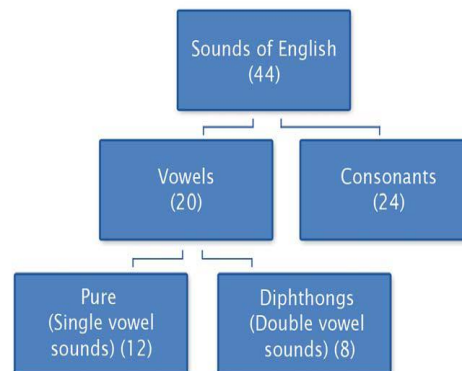 Sounds of English
(44)
Vowels
(20)
Consonants
(24)
Pure
(Single vowel
sounds) (12)
Diphthongs
(Double vowel
sounds) (8)